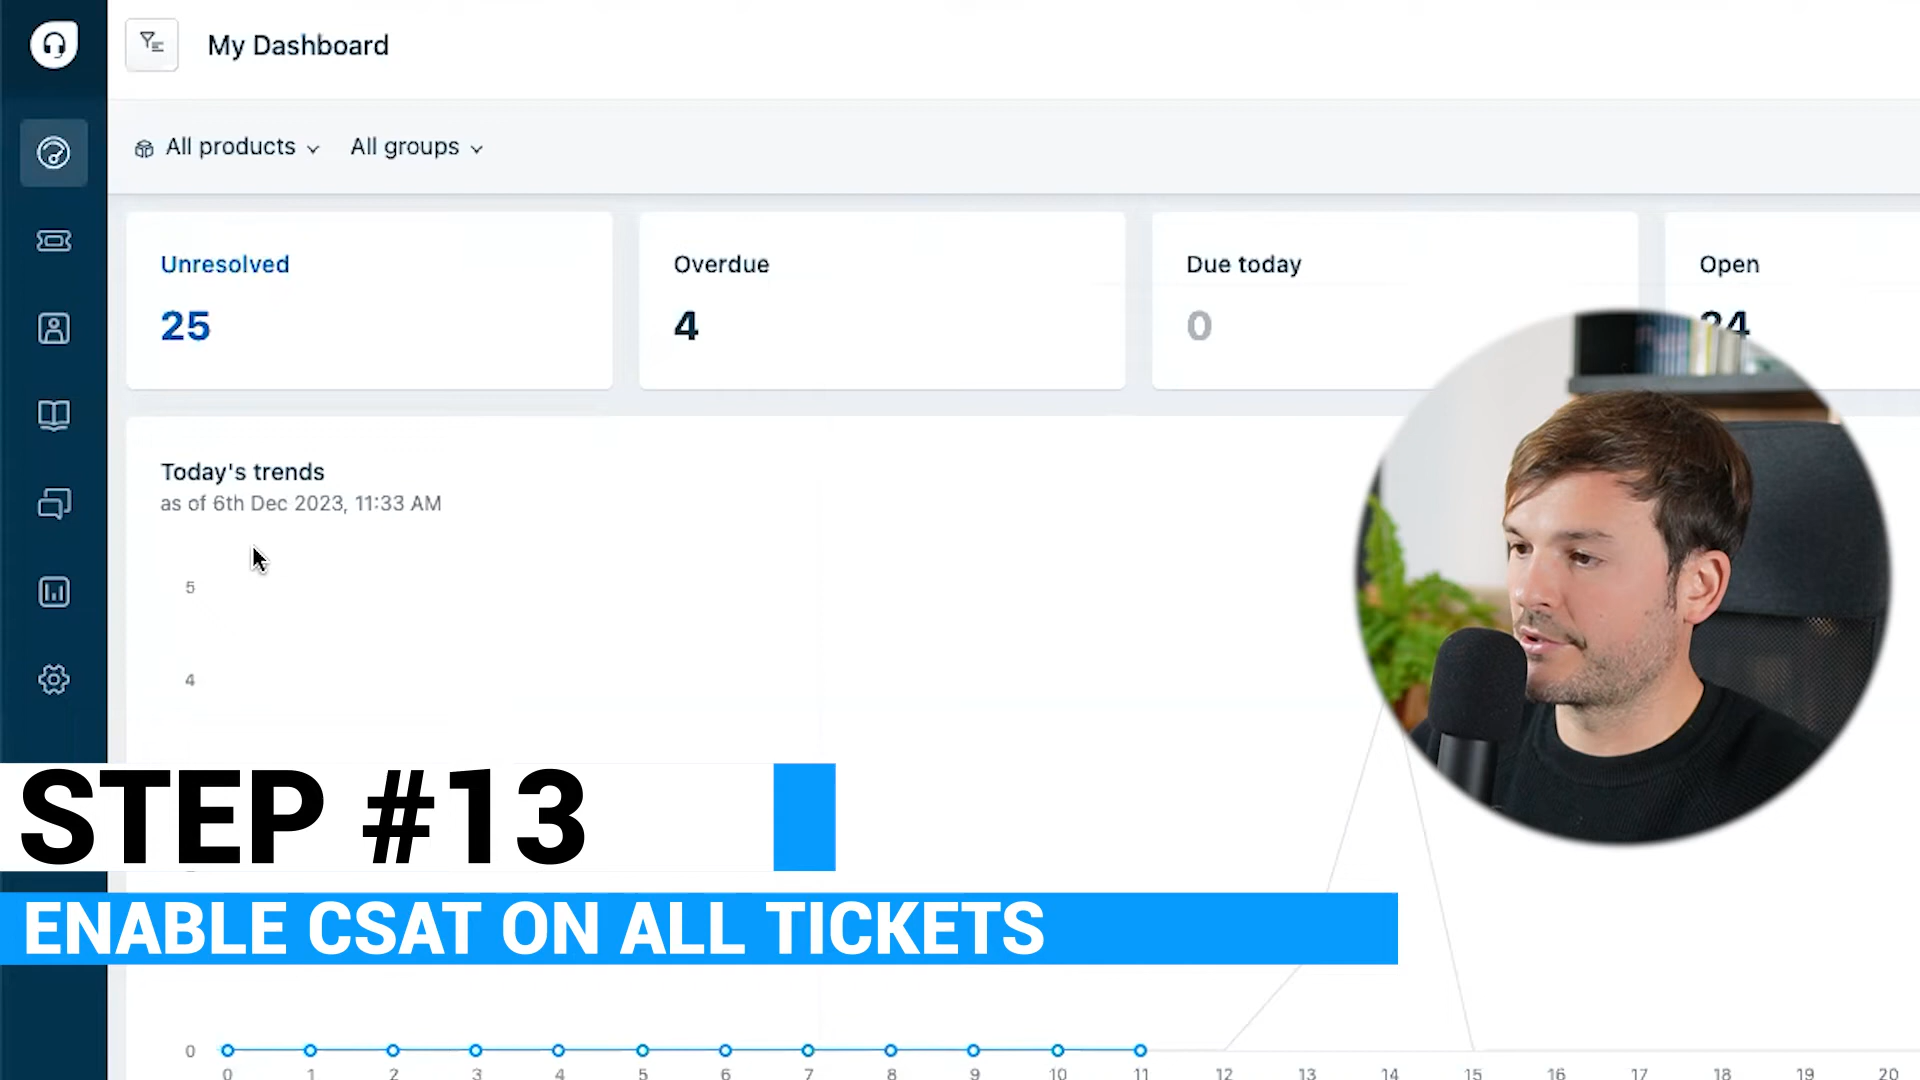 My Dashboard
All products All groups
Unresolved Overdue Due today Open
25 4 0 24
Today's trends
as of 6th Dec 2023, 11:33 AM
5
4
STEP #13
ENABLE CSAT ON ALL TICKETS
0
0 1 2 3 4 5 6 7 8 9 10 11 12 13 14 15 16 17 18 19 20